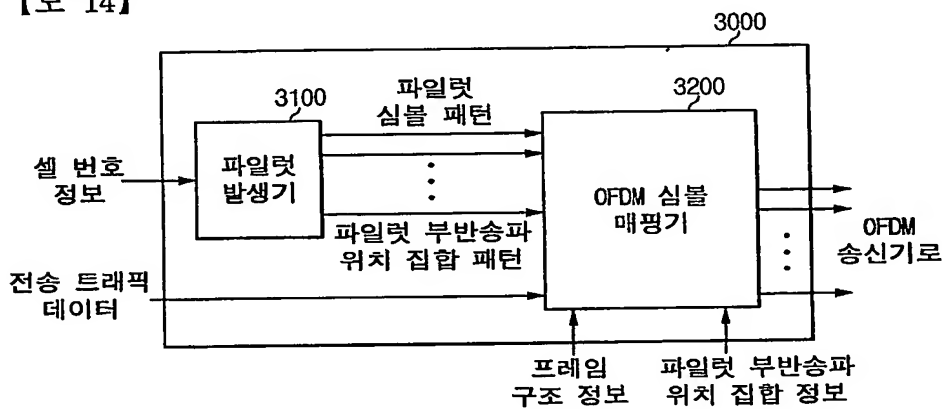 【도 14】
3000
3100
파일럿
심볼 패턴
3200
셀 번호
정보
파일럿
발생기
OFDM 심볼
매핑기
파일럿 부반송파
위치 집합 패턴
OFDM
송신기로
전송 트래픽
데이터
프레임
구조 정보
파일럿 부반송파
위치 집합 정보